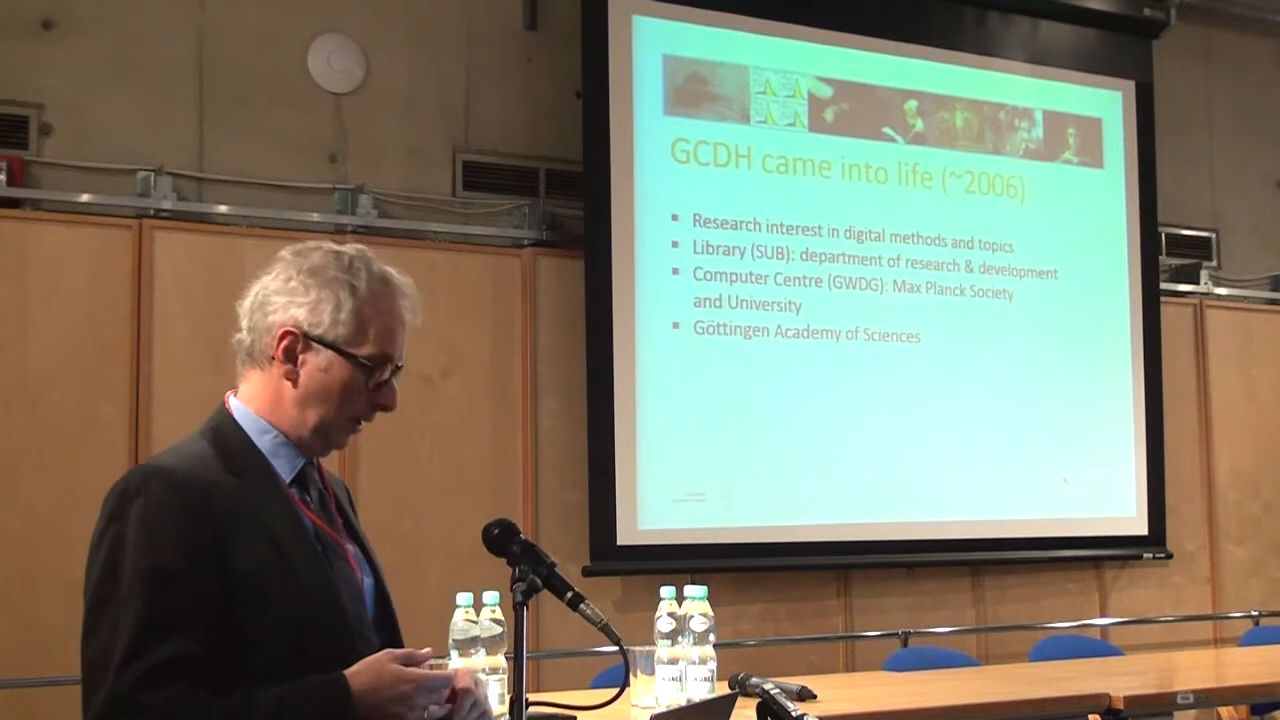 GCDH came into life (~2006)
Research interest in digital methods and topics
Library (SUB): department of research & development
Computer Centre (GWDG): Max Planck Society
and University
Göttingen Academy of Sciences